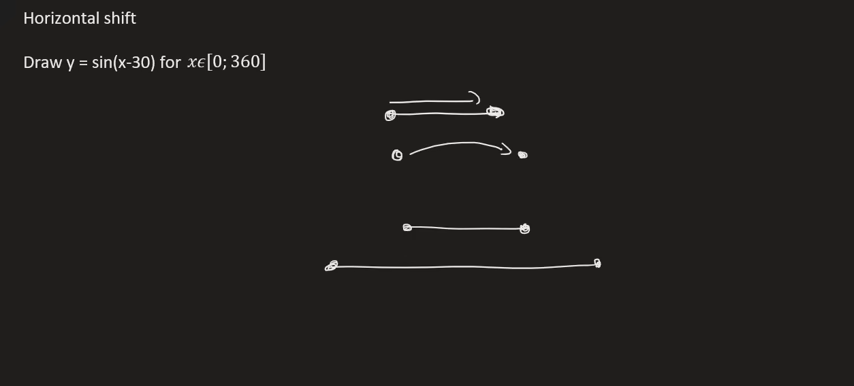 Horizontal shift
Draw y = sin(x-30) for xϵ[0; 360]